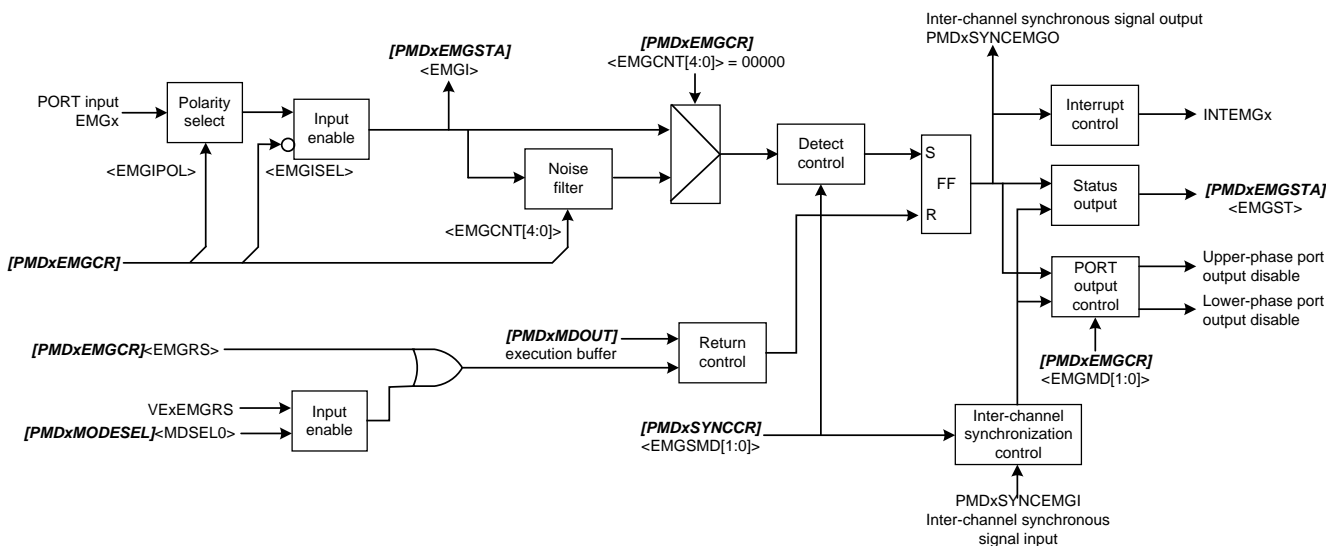 Inter-channel synchronous signal output
PMDxSYNCEMGO
[PMDxEMGSTA]
<EMGI>
[PMDxEMGCR]
<EMGCNT[4:0]> = 00000
PORT input
EMGx
Polarity
select
Input
enable
Interrupt
control
INTEMGx
<EMGIPOL>
<EMGISEL>
Noise
filter
Detect
control
S
FF
R
Status
output
[PMDxEMGSTA]
<EMGST>
<EMGCNT[4:0]>
[PMDxEMGCR]
PORT
output
control
Upper-phase port
output disable
Lower-phase port
output disable
[PMDxEMGCR]<EMGRS>
[PMDxMDOUT]
execution buffer
Return
control
[PMDxEMGCR]
<EMGMD[1:0]>
VExEMGRS
[PMDxMODESEL]<MDSEL0>
Input
enable
[PMDxSYNCCR]
<EMGSMD[1:0]>
Inter-channel
synchronization
control
PMDxSYNCEMGI
Inter-channel synchronous
signal input